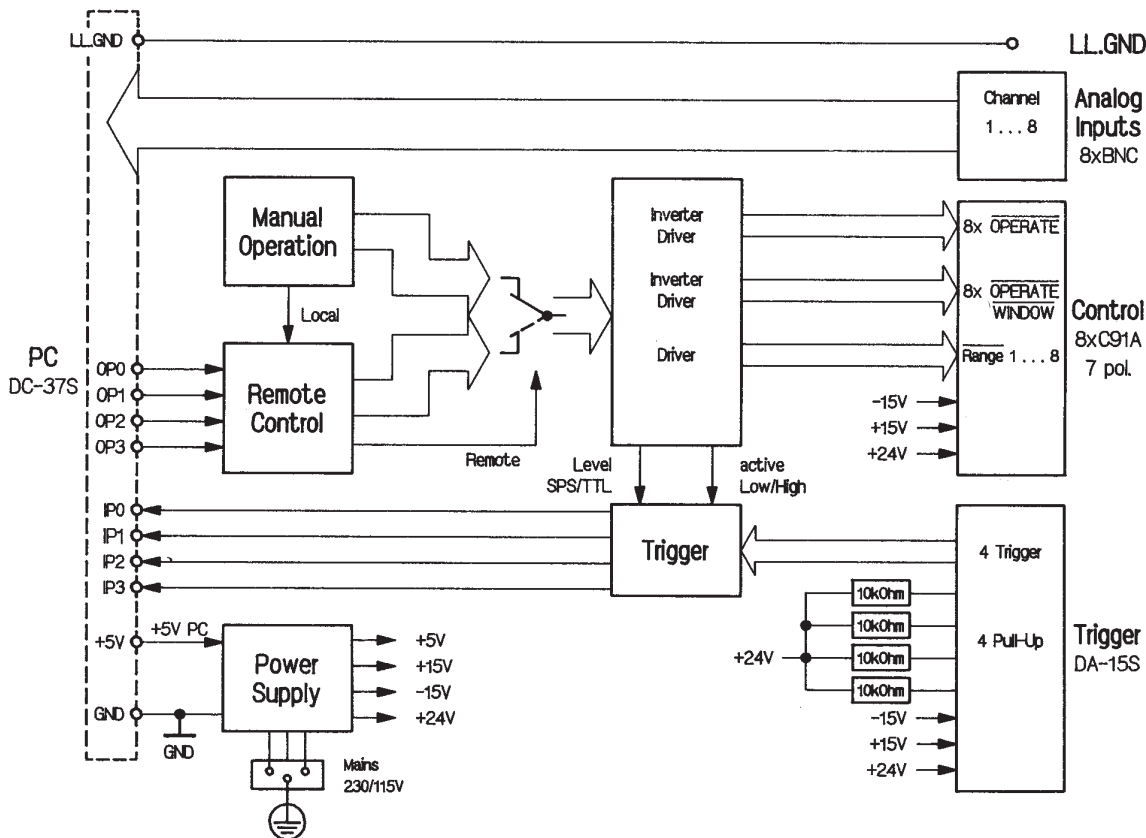 LL.GND
LL.GND
Channel
1 . . . 8
Analog
Inputs
8xBNC
Manual
Operation
Local
Remote
Control
Remote
Inverter
Driver
Inverter
Driver
Driver
8x OPERATE
8x OPERATE
WINDOW
Range 1 . . . 8
-15V
+15V
+24V
Control
8xC91A
7 pol.
PC
DC-37S
OP0
OP1
OP2
OP3
IP0
IP1
IP2
IP3
+5V
GND
Level
SPS/TTL
active
Low/High
Trigger
4 Trigger
4 Pull-Up
10kOhm
10kOhm
10kOhm
10kOhm
+24V
-15V
+15V
+24V
Trigger
DA-15S
+5V PC
GND
Power
Supply
+5V
+15V
-15V
+24V
Mains
230/115V